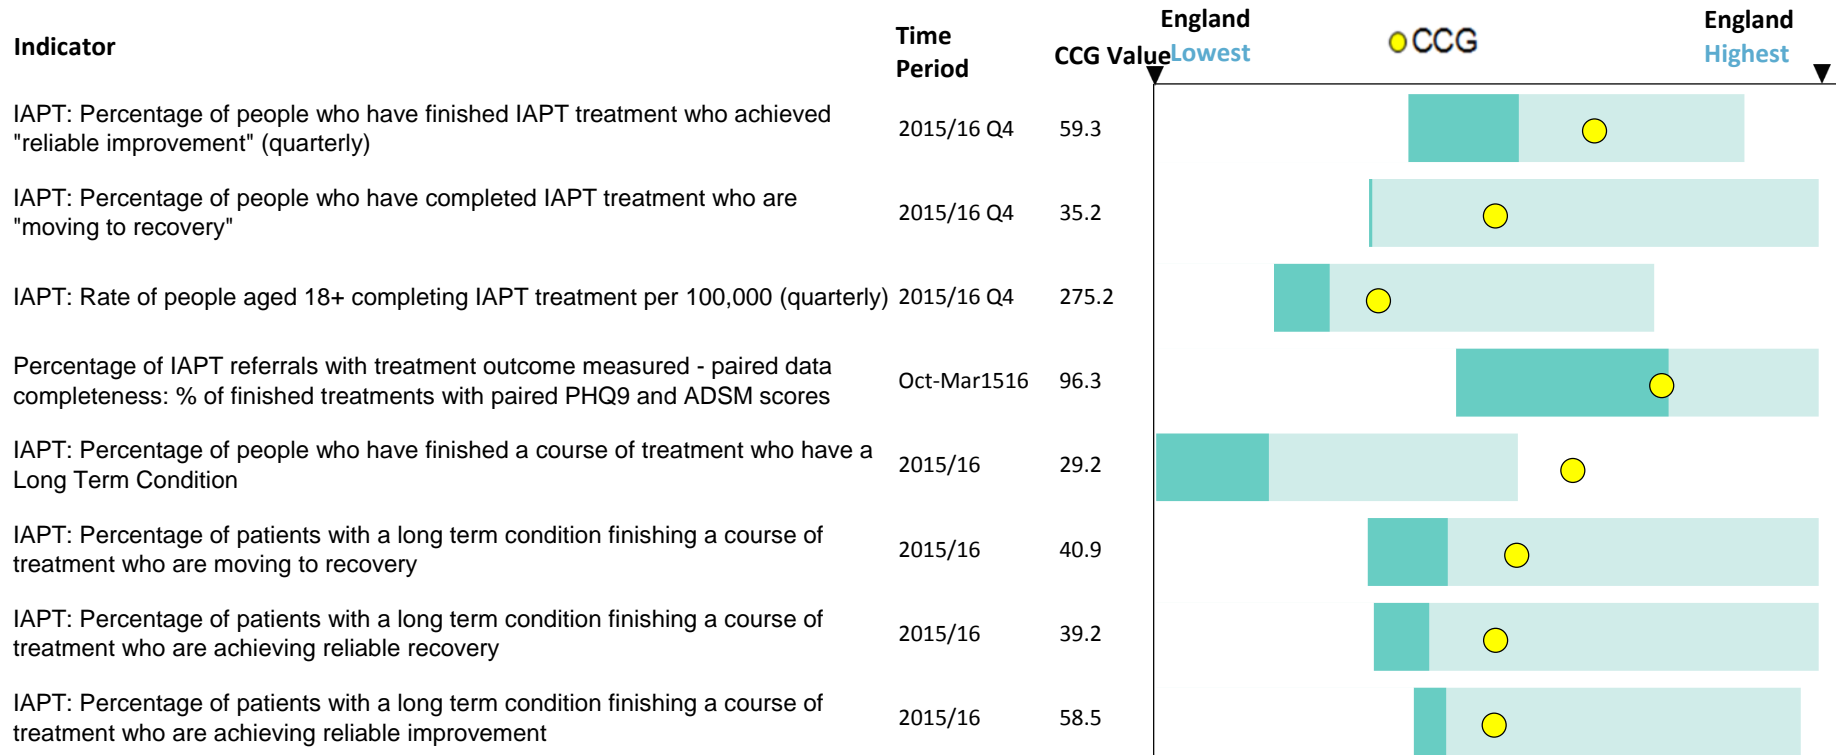 Indicator
Time
Period
CCG Value
England
Lowest
CCG
England
Highest
IAPT: Percentage of people who have finished IAPT treatment who achieved
"reliable improvement" (quarterly)
2015/16 Q4
59.3
IAPT: Percentage of people who have completed IAPT treatment who are
"moving to recovery"
2015/16 Q4
35.2
IAPT: Rate of people aged 18+ completing IAPT treatment per 100,000 (quarterly)
2015/16 Q4
275.2
Percentage of IAPT referrals with treatment outcome measured - paired data
completeness: % of finished treatments with paired PHQ9 and ADSM scores
Oct-Mar1516
96.3
IAPT: Percentage of people who have finished a course of treatment who have a
Long Term Condition
2015/16
29.2
IAPT: Percentage of patients with a long term condition finishing a course of
treatment who are moving to recovery
2015/16
40.9
IAPT: Percentage of patients with a long term condition finishing a course of
treatment who are achieving reliable recovery
2015/16
39.2
IAPT: Percentage of patients with a long term condition finishing a course of
treatment who are achieving reliable improvement
2015/16
58.5